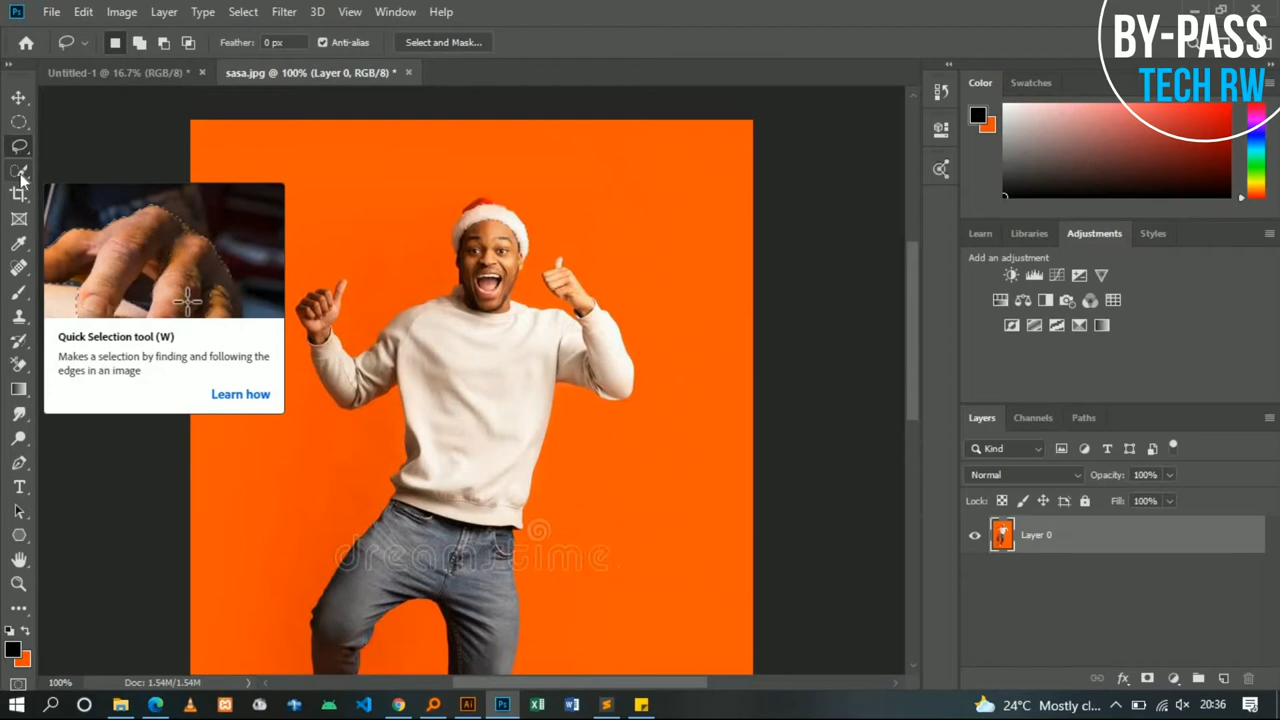 File Edit Image Layer Type Select Filter 3D View Window Help
BY-PASS
TECH RW
Feather: 0 px Anti-alias Select and Mask...
Untitled-1 @ 16.7% (RGB/8) * sasa.jpg @ 100% (Layer 0, RGB/8) *
Color Swatches
Quick Selection tool (W)
Makes a selection by finding and following the
edges in an image
Learn how
Learn Libraries Adjustments Styles
Add an adjustment
Layers Channels Paths
Kind
Normal Opacity: 100%
Lock: Fill: 100%
Layer 0
dreamstime
100% Doc: 1.54M/1.54M
24°C Mostly cl... 20:36